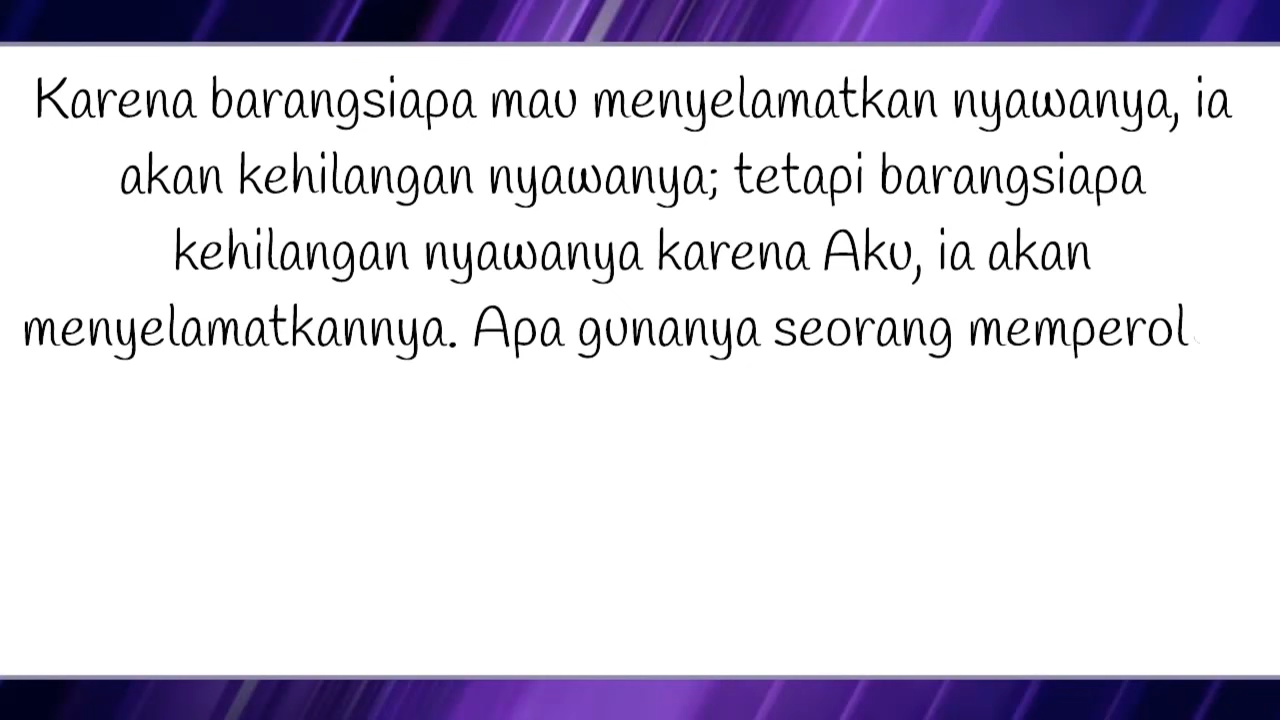 Karena barangsiapa mau menyelamatkan nyawanya, ia
akan kehilangan nyawanya; tetapi barangsiapa
kehilangan nyawanya karena Aku, ia akan
menyelamatkannya. Apa gunanya seorang memperol